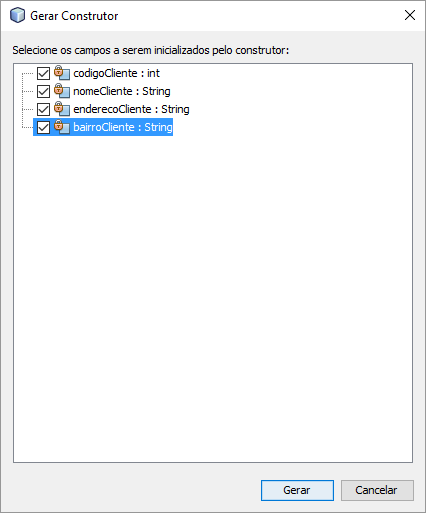 Gerar Construtor
Selecione os campos a serem inicializados pelo construtor:
codigoCliente : int
nomeCliente : String
enderecoCliente : String
bairroCliente : String
Gerar
Cancelar